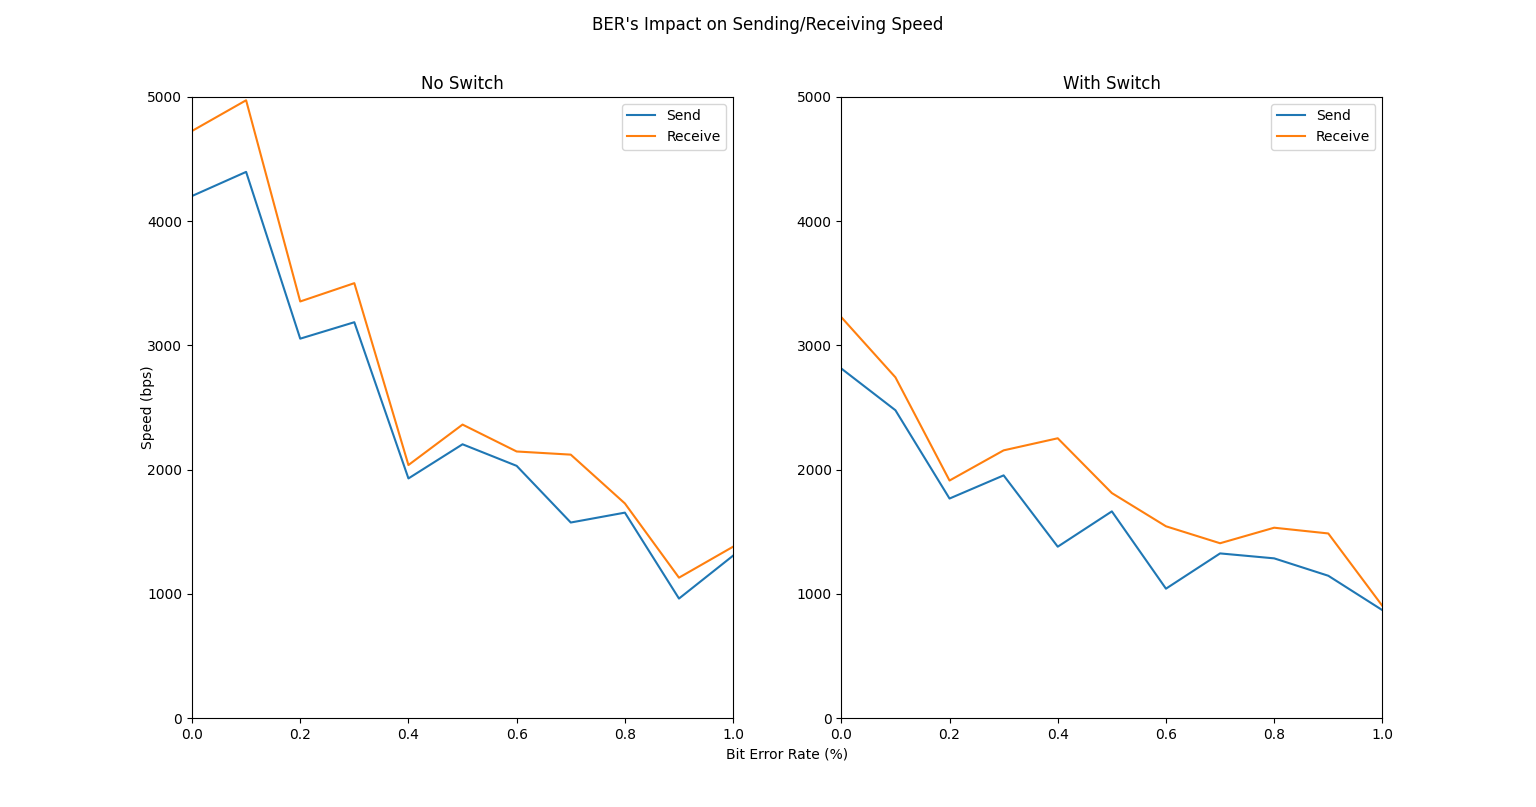 BER's Impact on Sending/Receiving Speed
No Switch
5000
4000
3000
2000
1000
0
Speed (bps)
0.0 0.2 0.4 0.6 0.8 1.0
Send
Receive
With Switch
5000
4000
3000
2000
1000
0
0.0 0.2 0.4 0.6 0.8 1.0
Send
Receive
Bit Error Rate (%)